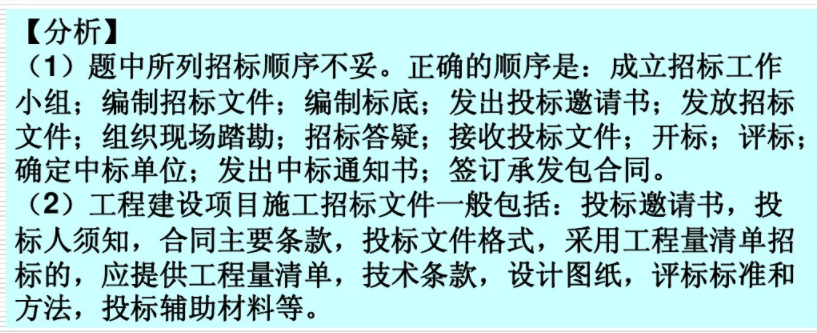 【分析】
（1）题中所列招标顺序不妥。正确的顺序是：成立招标工作
小组；编制招标文件；编制标底；发出投标邀请书；发放招标
文件；组织现场踏勘；招标答疑；接收投标文件；开标；评标；
确定中标单位；发出中标通知书；签订承发包合同。
（2）工程建设项目施工招标文件一般包括：投标邀请书，投
标人须知，合同主要条款，投标文件格式，采用工程量清单招
标的，应提供工程量清单，技术条款，设计图纸，评标标准和
方法，投标辅助材料等。